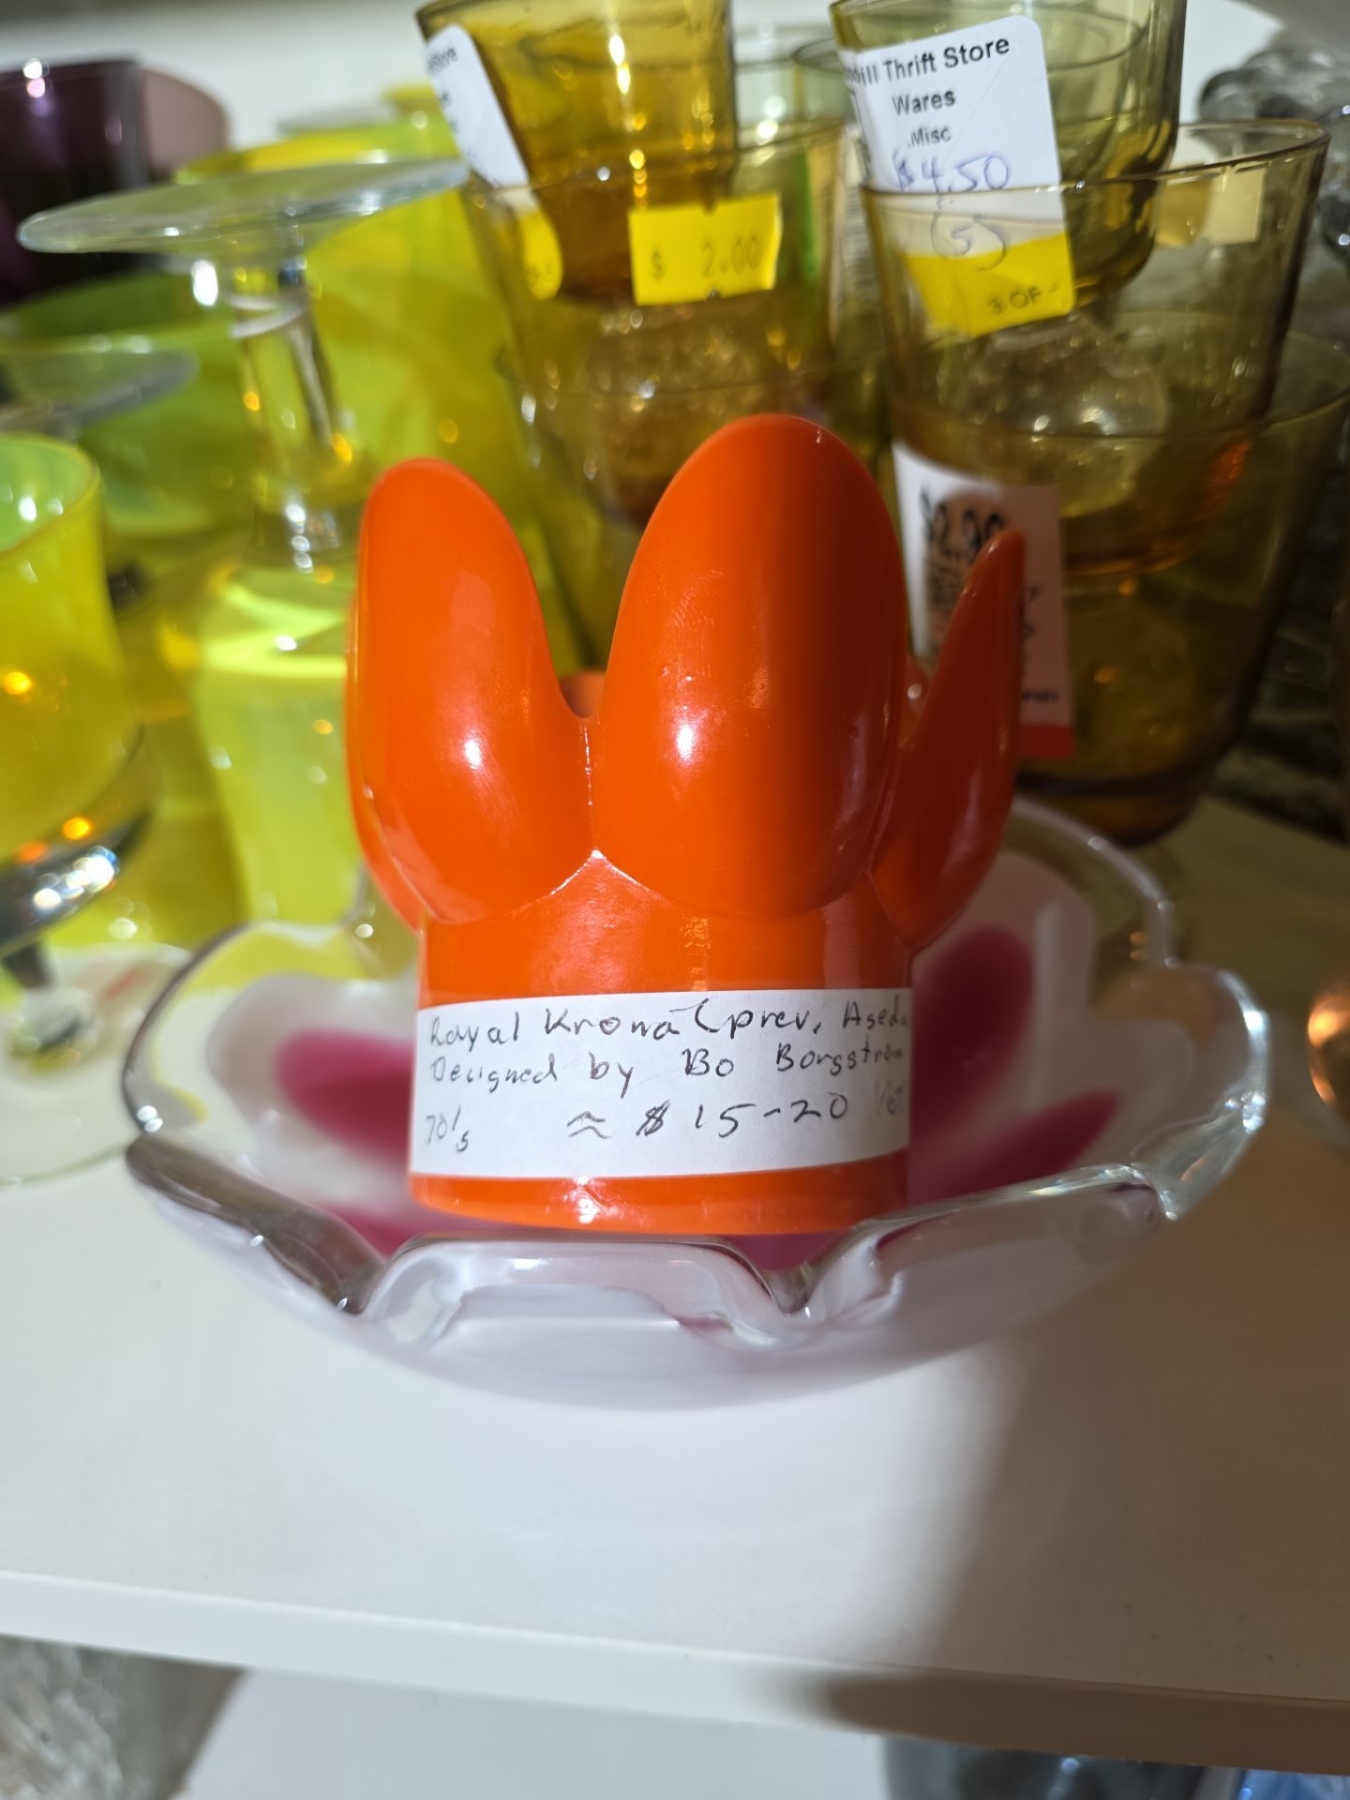 Thrift Store
Wares
Misc
$4.50
(5)
$ 2.00
Royal Krona (prev. Aseda
Designed by Bo Borgström
70's ≈ $15-20